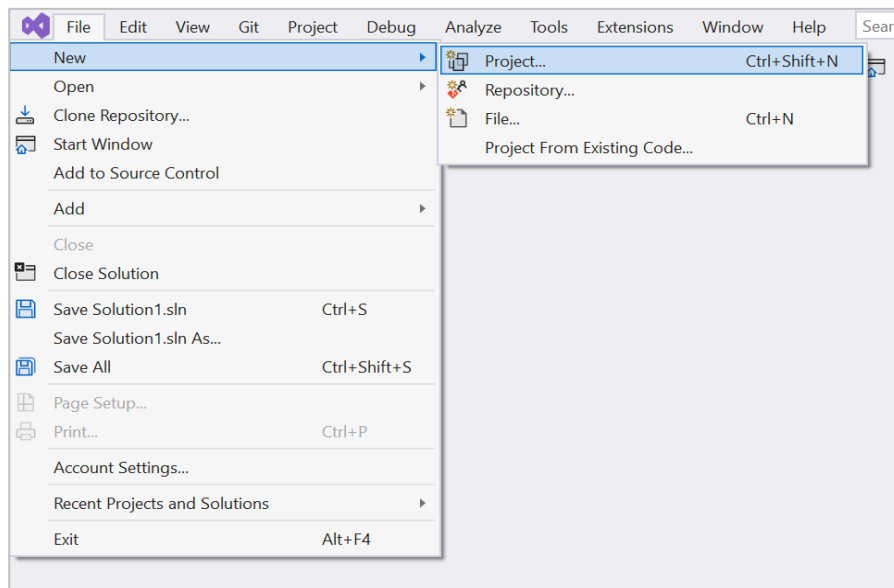 File Edit View Git Project Debug Analyze Tools Extensions Window Help Sear
New
Project... Ctrl+Shift+N
Open
Repository...
Clone Repository...
File... Ctrl+N
Start Window
Project From Existing Code...
Add to Source Control
Add
Close
Close Solution
Save Solution1.sln Ctrl+S
Save Solution1.sln As...
Save All Ctrl+Shift+S
Page Setup...
Print... Ctrl+P
Account Settings...
Recent Projects and Solutions
Exit Alt+F4